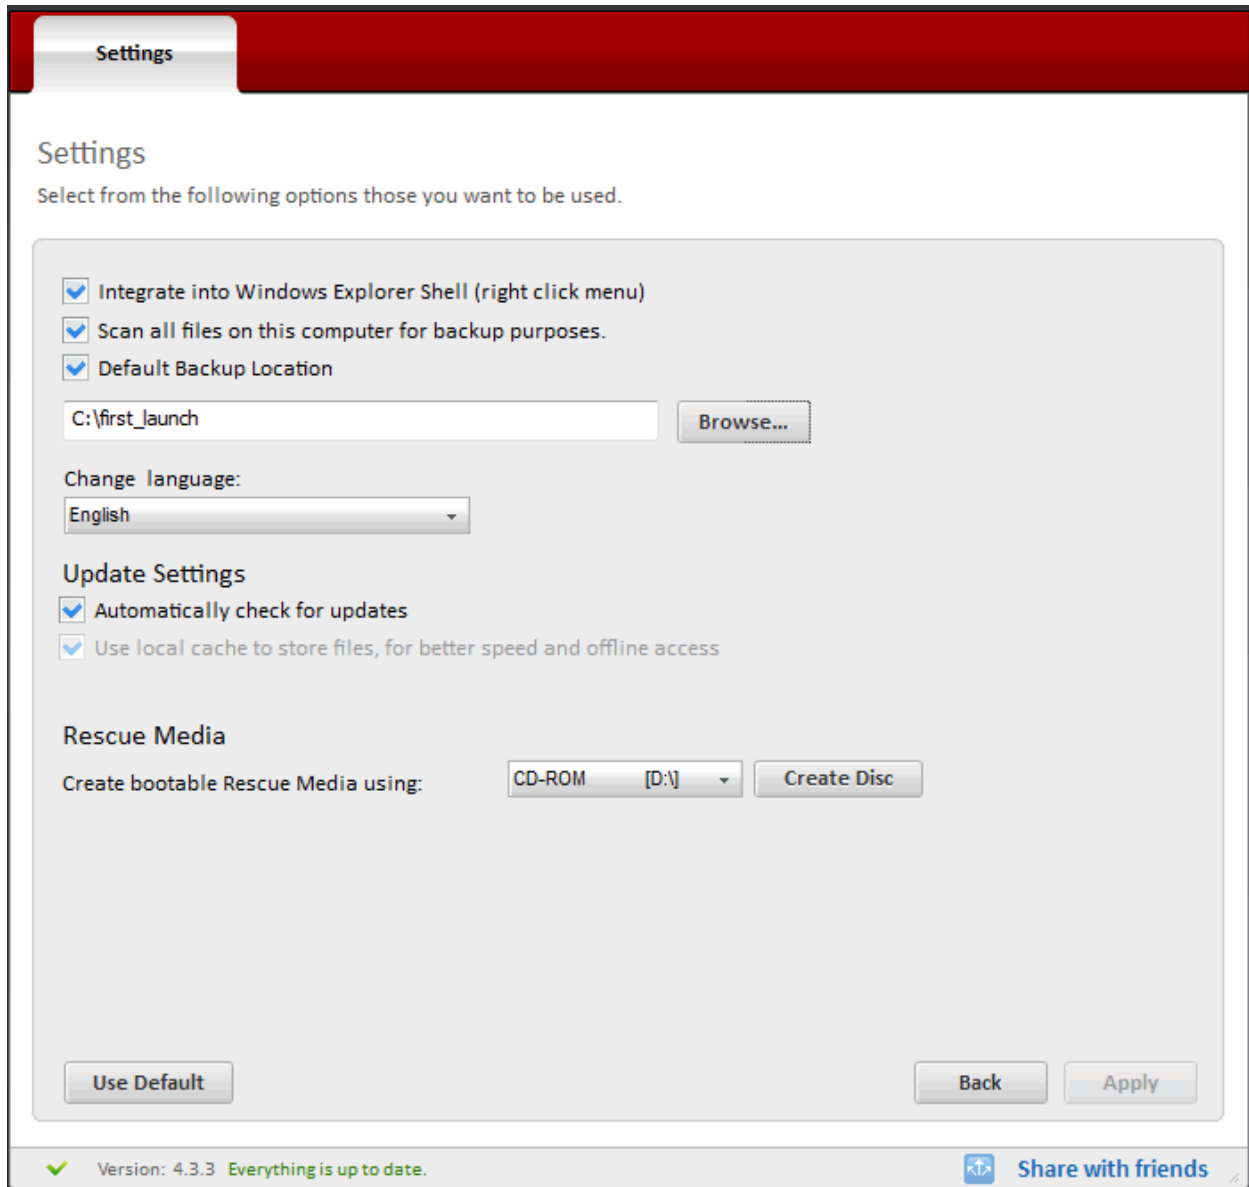 Settings
Settings
Select from the following options those you want to be used.
Integrate into Windows Explorer Shell (right click menu)
Scan all files on this computer for backup purposes.
Default Backup Location
C:\first_launch Browse...
Change language:
English
Update Settings
Automatically check for updates
Use local cache to store files, for better speed and offline access
Rescue Media
Create bootable Rescue Media using: CD-ROM [D:\] Create Disc
Use Default Back Apply
Version: 4.3.3 Everything is up to date. Share with friends